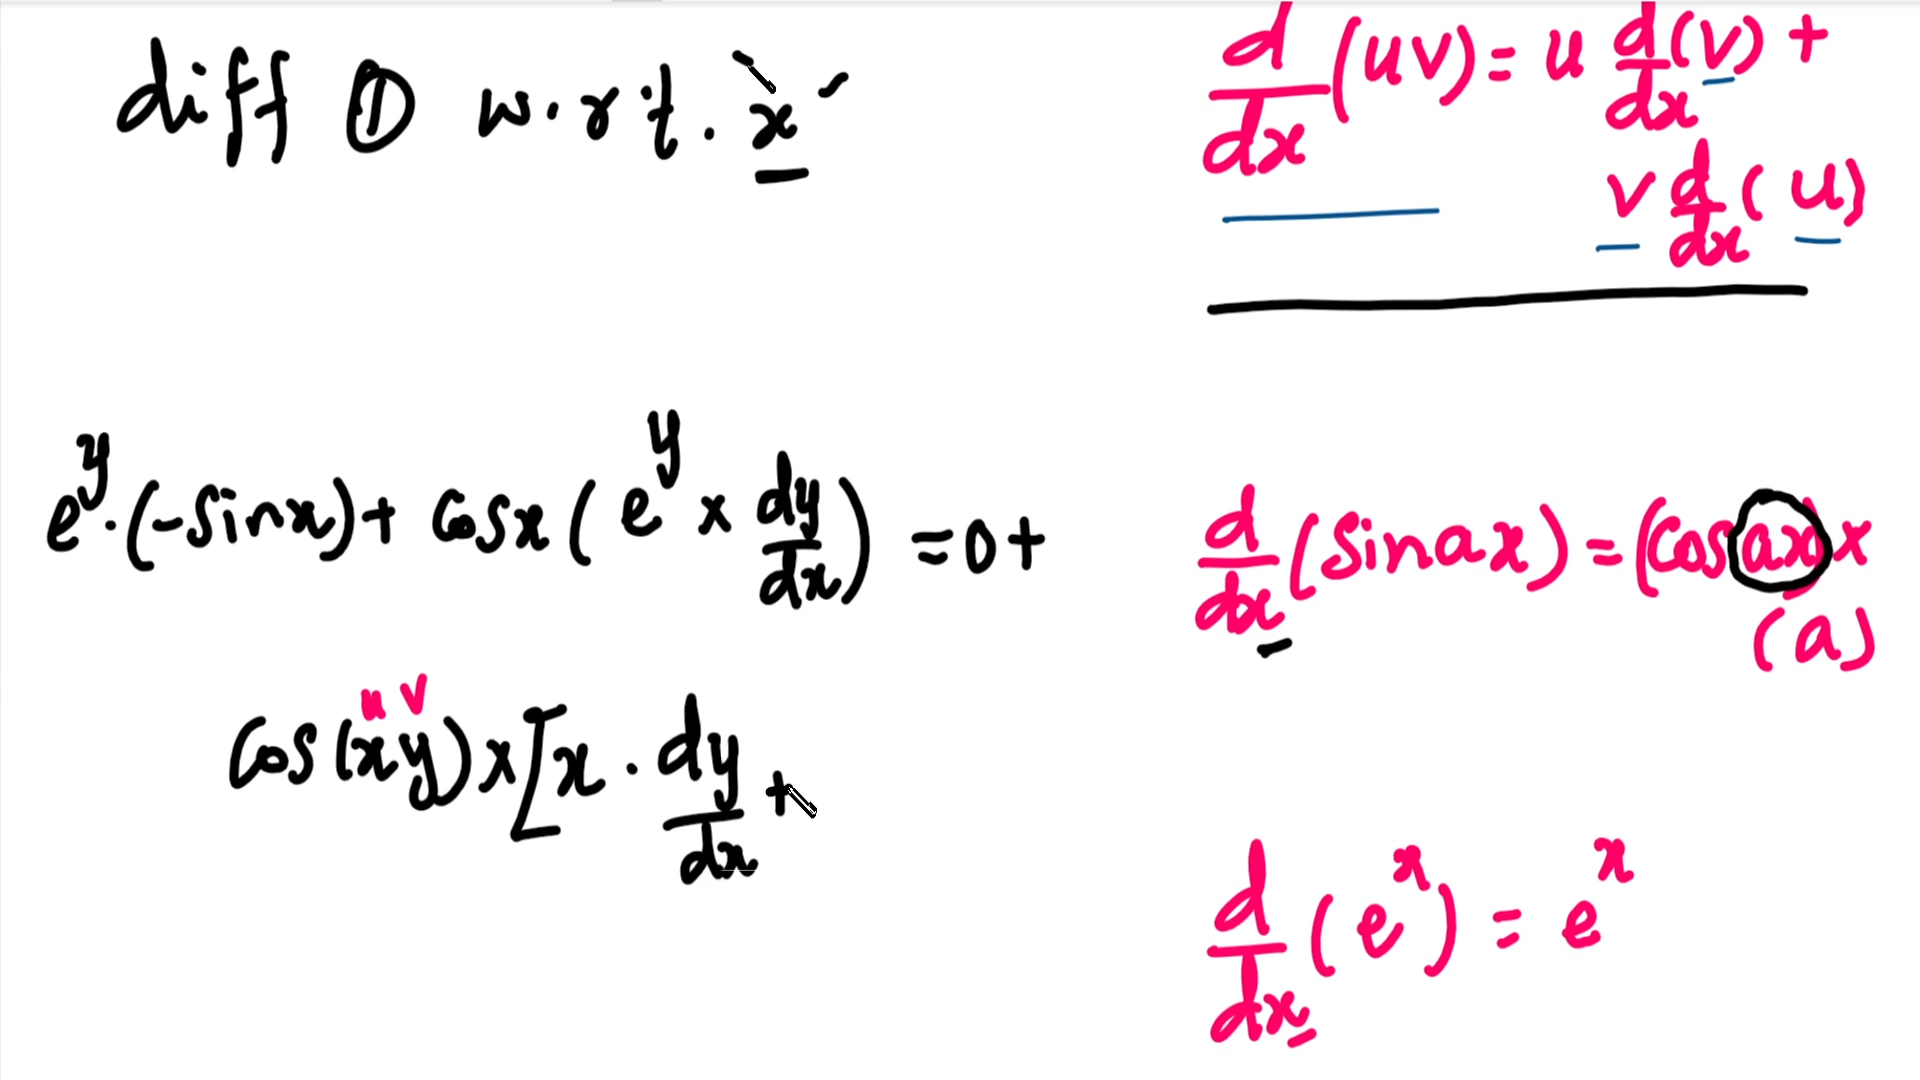 diff ① w.r.t. x
e^y.(-sinx)+ cosx(e^y x dy/dx) =0+
u v
cos(xy)x[x . dy/dx +
d/dx (uv)= u d/dx (v) +
v d/dx (u)
d/dx (sinax)=(cosax)x
(a)
d/dx (e^x) = e^x